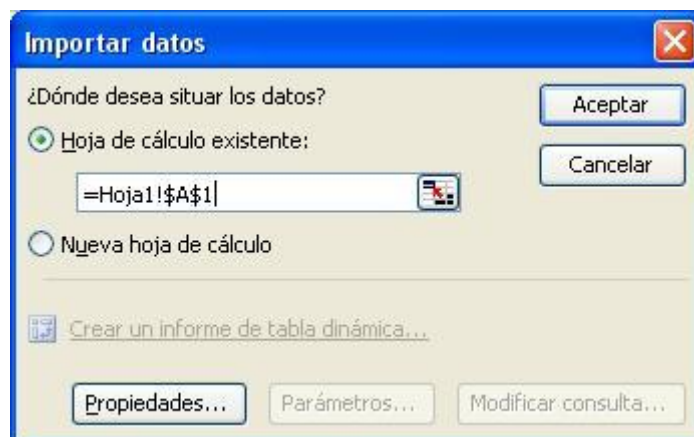 Importar datos
¿Dónde desea situar los datos?
Aceptar
Hoja de cálculo existente:
Cancelar
=Hoja1!$A$1
Nueva hoja de cálculo
Crear un informe de tabla dinámica...
Propiedades...
Parámetros...
Modificar consulta...